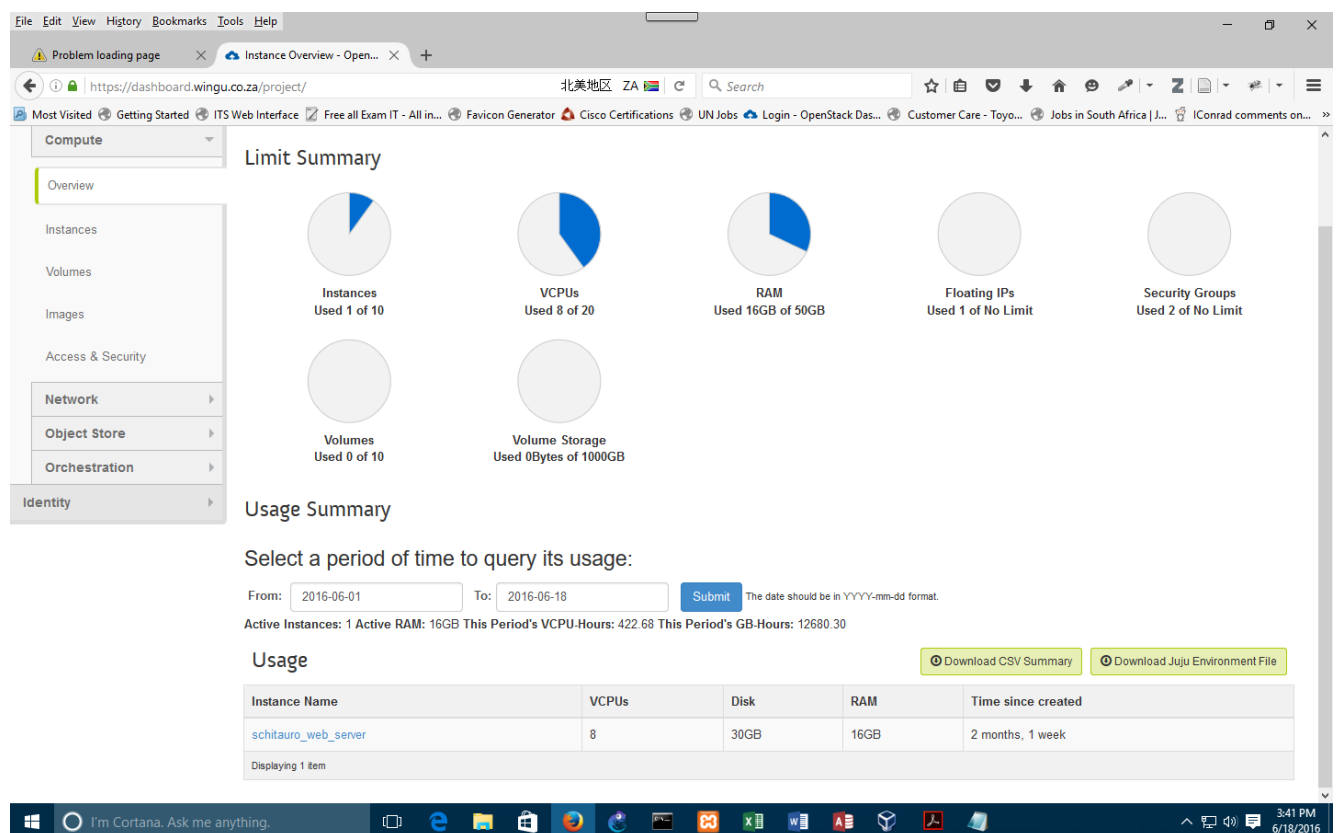 File Edit View History Bookmarks Tools Help
Problem loading page Instance Overview - Open...
https://dashboard.wingu.co.za/project/ 北美地区 ZA Search
Most Visited Getting Started ITS Web Interface Free all Exam IT - All in... Favicon Generator Cisco Certifications UN Jobs Login - OpenStack Das... Customer Care - Toyo... Jobs in South Africa | J... IConrad comments on... »
Compute
Limit Summary
Overview
Instances
Volumes
Images
Access & Security
Network
Object Store
Orchestration
Identity
Instances VCPUs RAM Floating IPs Security Groups
Used 1 of 10 Used 8 of 20 Used 16GB of 50GB Used 1 of No Limit Used 2 of No Limit
Volumes Volume Storage
Used 0 of 10 Used 0Bytes of 1000GB
Usage Summary
Select a period of time to query its usage:
From: 2016-06-01 To: 2016-06-18 Submit The date should be in YYYY-mm-dd format.
Active Instances: 1 Active RAM: 16GB This Period's VCPU-Hours: 422.68 This Period's GB-Hours: 12680.30
Usage Download CSV Summary Download Juju Environment File
Instance Name VCPUs Disk RAM Time since created
schitauro_web_server 8 30GB 16GB 2 months, 1 week
Displaying 1 item
I'm Cortana. Ask me anything. 3:41 PM
6/18/2016